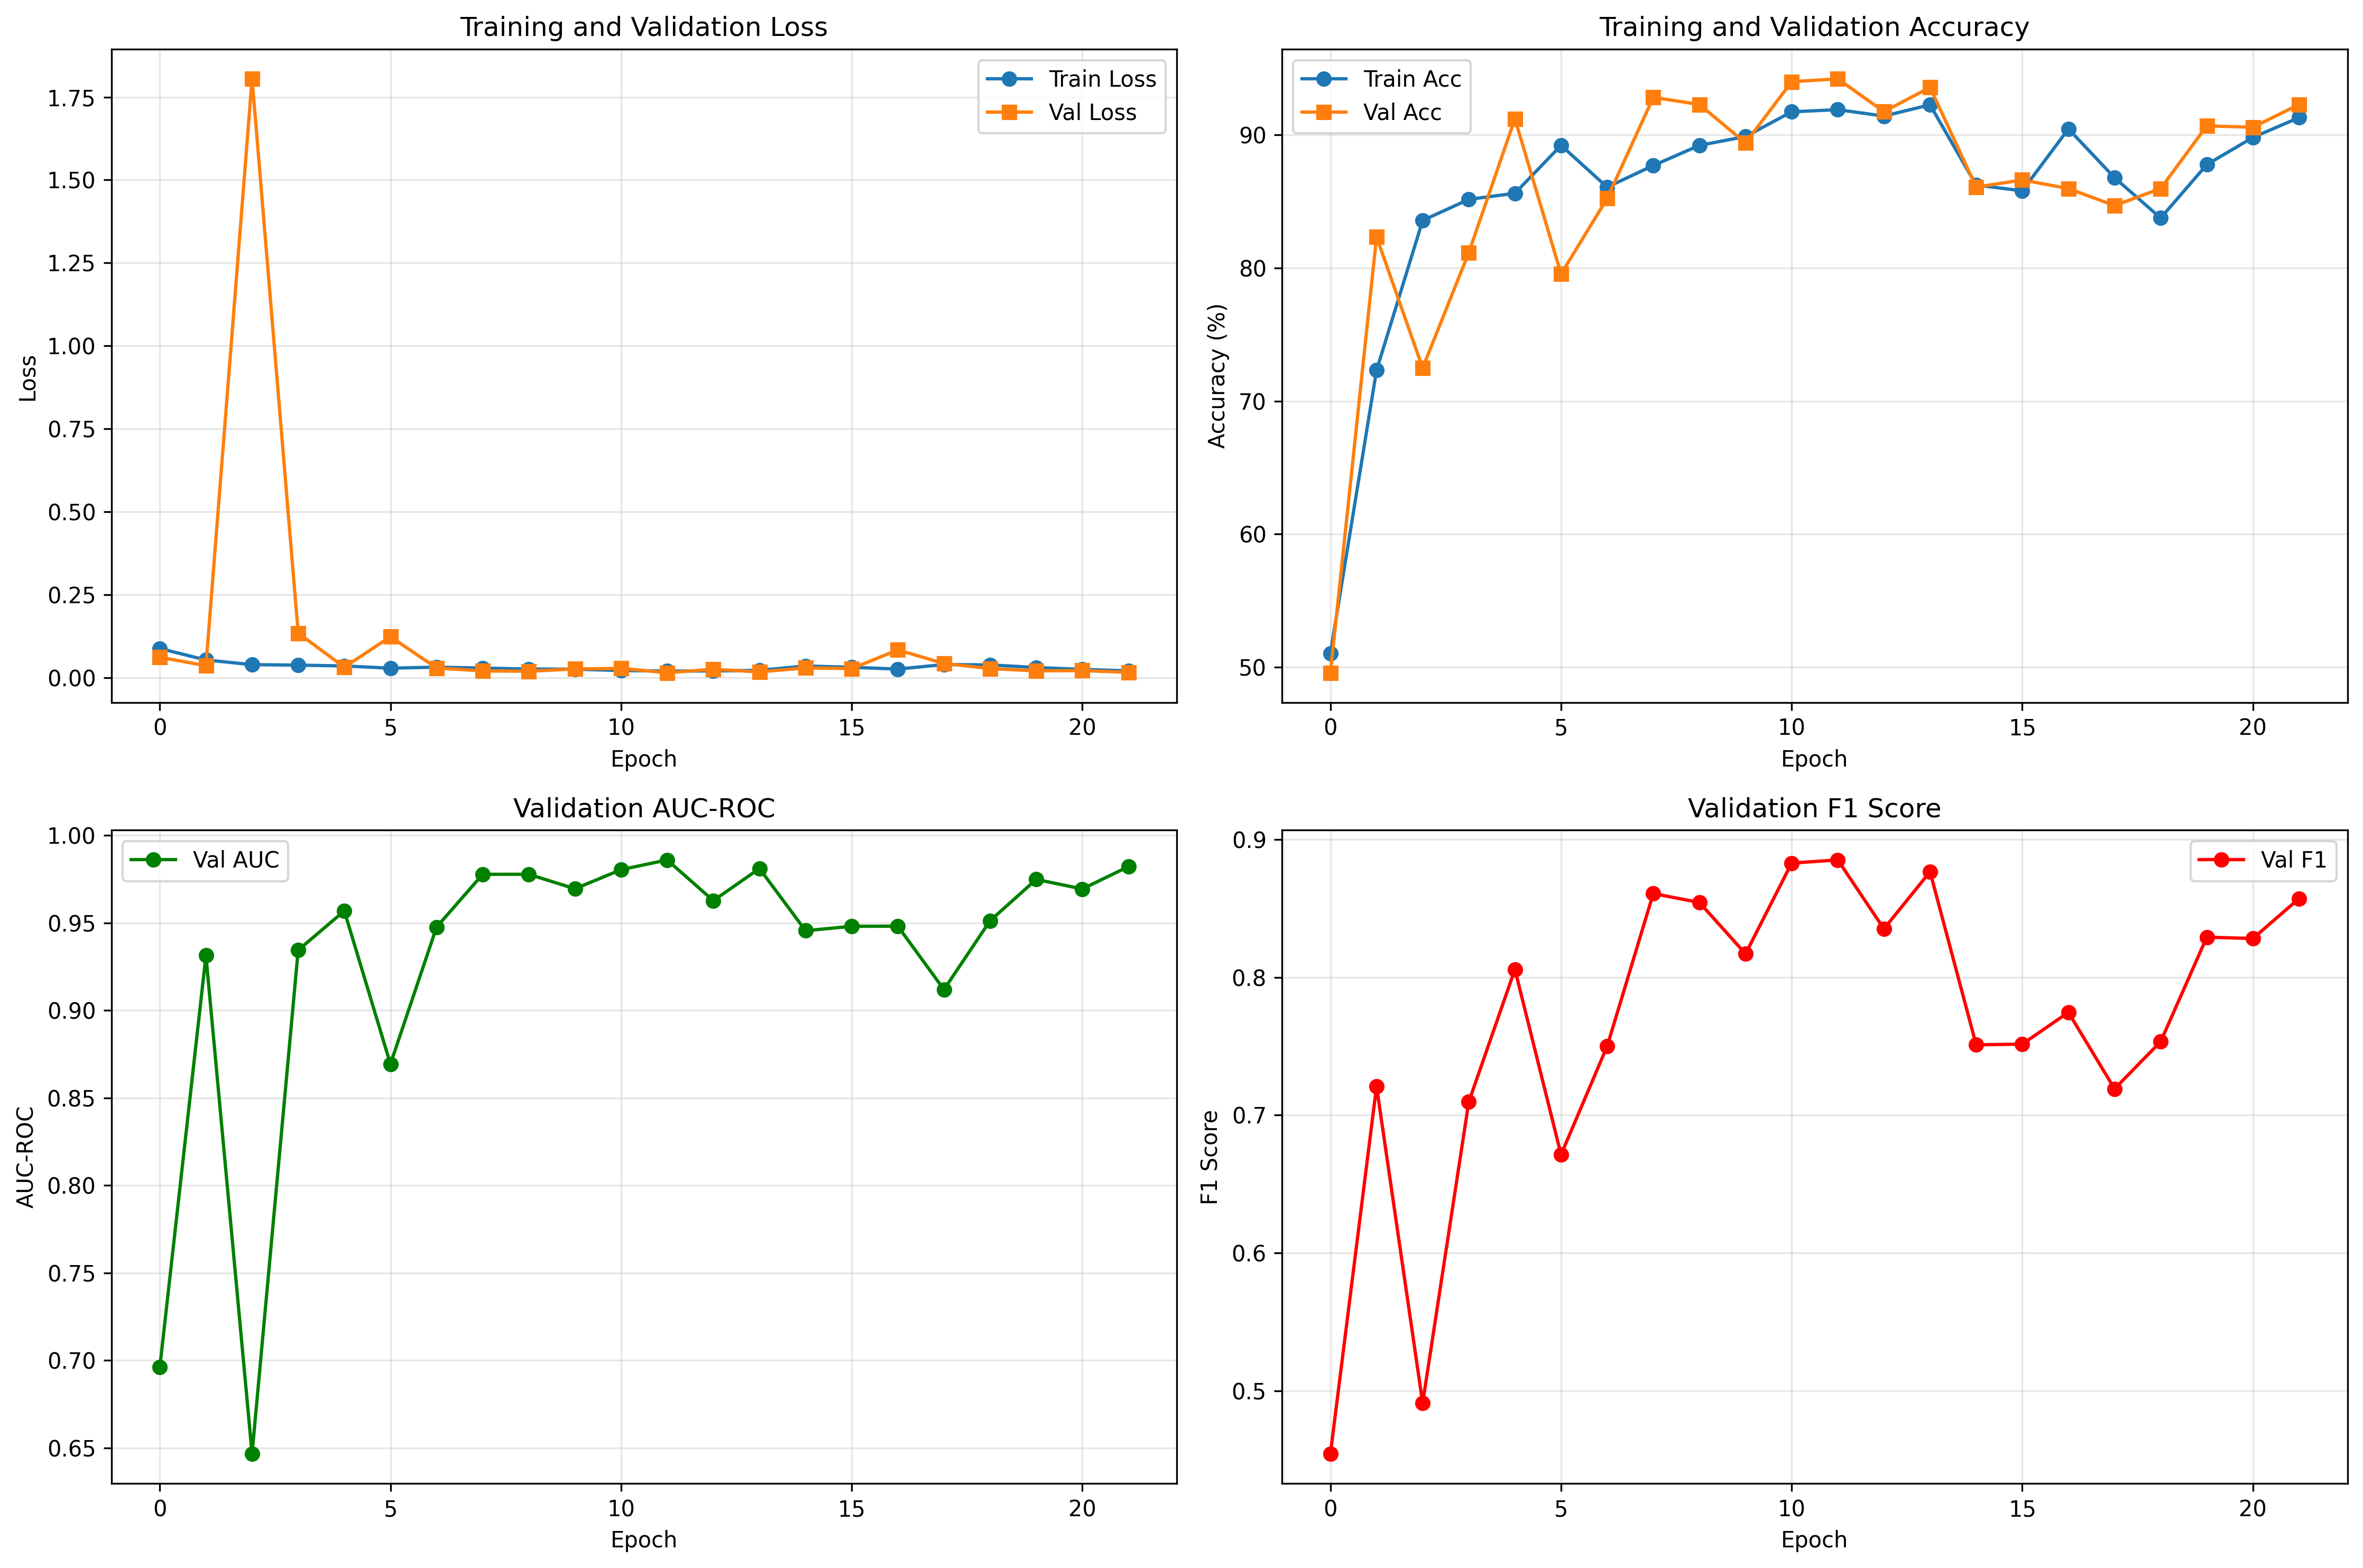 Training and Validation Loss
Train Loss
Val Loss
1.75
1.50
1.25
1.00
0.75
0.50
0.25
0.00
Loss
0 5 10 15 20
Epoch
Training and Validation Accuracy
Train Acc
Val Acc
90
80
70
60
50
Accuracy (%)
0 5 10 15 20
Epoch
Validation AUC-ROC
Val AUC
1.00
0.95
0.90
0.85
0.80
0.75
0.70
0.65
AUC-ROC
0 5 10 15 20
Epoch
Validation F1 Score
Val F1
0.9
0.8
0.7
0.6
0.5
F1 Score
0 5 10 15 20
Epoch